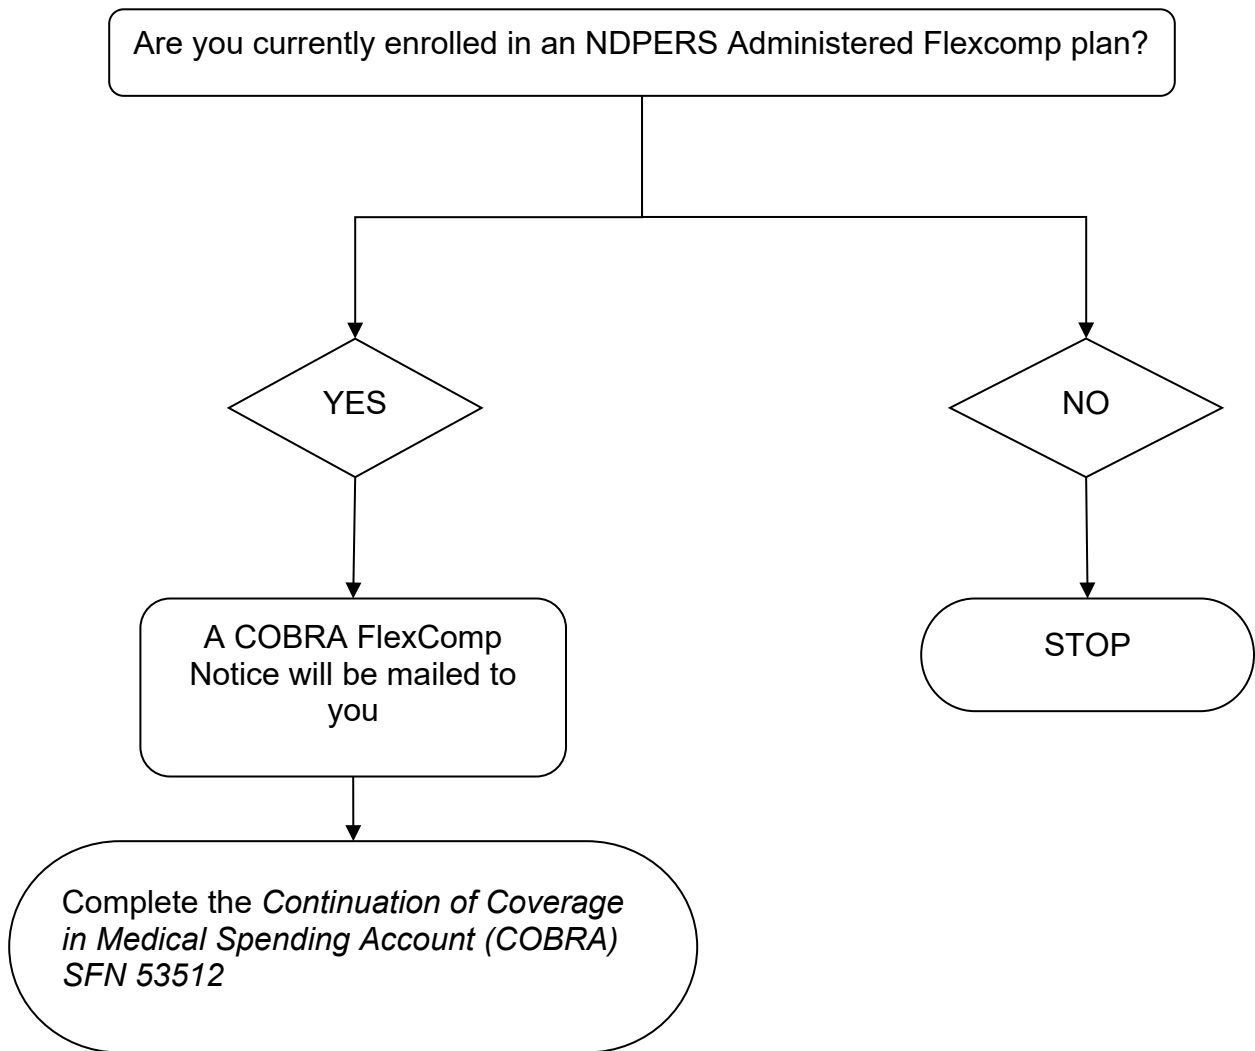 Are you currently enrolled in an NDPERS Administered Flexcomp plan?
YES
NO
A COBRA FlexComp
Notice will be mailed to
you
STOP
Complete the Continuation of Coverage
in Medical Spending Account (COBRA)
SFN 53512